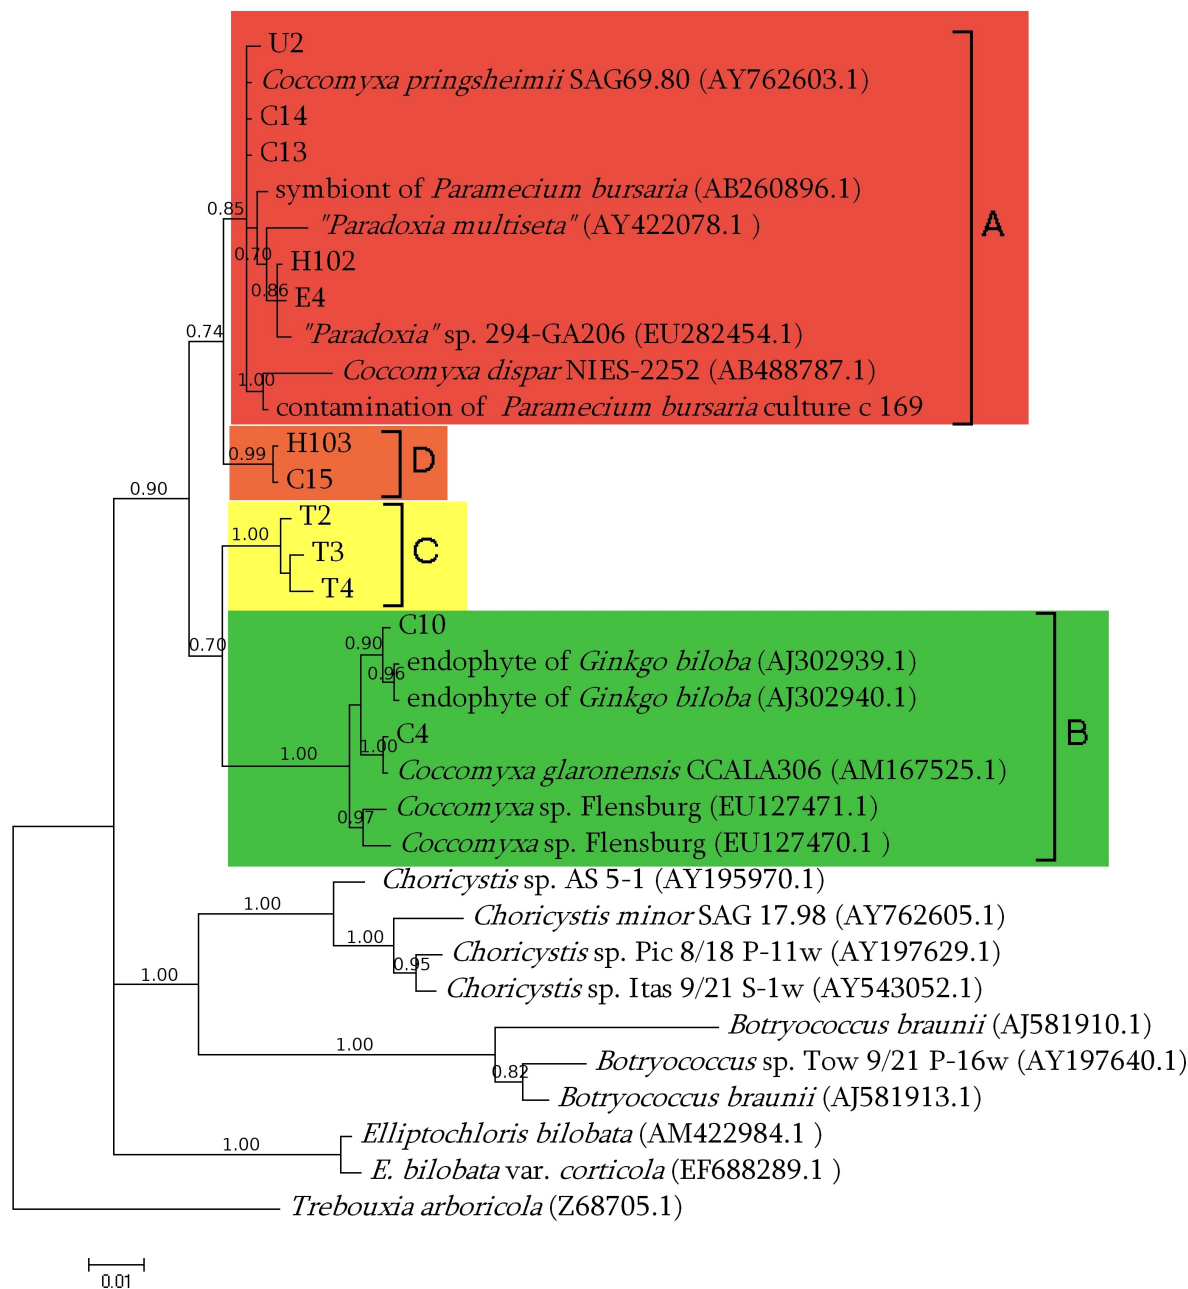 U2
Coccomyxa pringsheimii SAG69.80 (AY762603.1)
C14
C13
symbiont of Paramecium bursaria (AB260896.1)
0.85
"Paradoxia multiseta" (AY422078.1 )
A
0.70
H102
0.86
E4
0.74
"Paradoxia" sp. 294-GA206 (EU282454.1)
Coccomyxa dispar NIES-2252 (AB488787.1)
1.00
contamination of Paramecium bursaria culture c 169
H103
0.99
D
C15
0.90
T2
1.00
T3
C
T4
C10
0.90
0.70
endophyte of Ginkgo biloba (AJ302939.1)
0.96
endophyte of Ginkgo biloba (AJ302940.1)
C4
B
1.00
1.00
Coccomyxa glaronensis CCALA306 (AM167525.1)
Coccomyxa sp. Flensburg (EU127471.1)
0.97
Coccomyxa sp. Flensburg (EU127470.1 )
Choricystis sp. AS 5-1 (AY195970.1)
1.00
Choricystis minor SAG 17.98 (AY762605.1)
1.00
Choricystis sp. Pic 8/18 P-11w (AY197629.1)
0.95
1.00
Choricystis sp. Itas 9/21 S-1w (AY543052.1)
Botryococcus braunii (AJ581910.1)
1.00
Botryococcus sp. Tow 9/21 P-16w (AY197640.1)
0.82
Botryococcus braunii (AJ581913.1)
Elliptochloris bilobata (AM422984.1 )
1.00
E. bilobata var. corticola (EF688289.1 )
Trebouxia arboricola (Z68705.1)
0.01